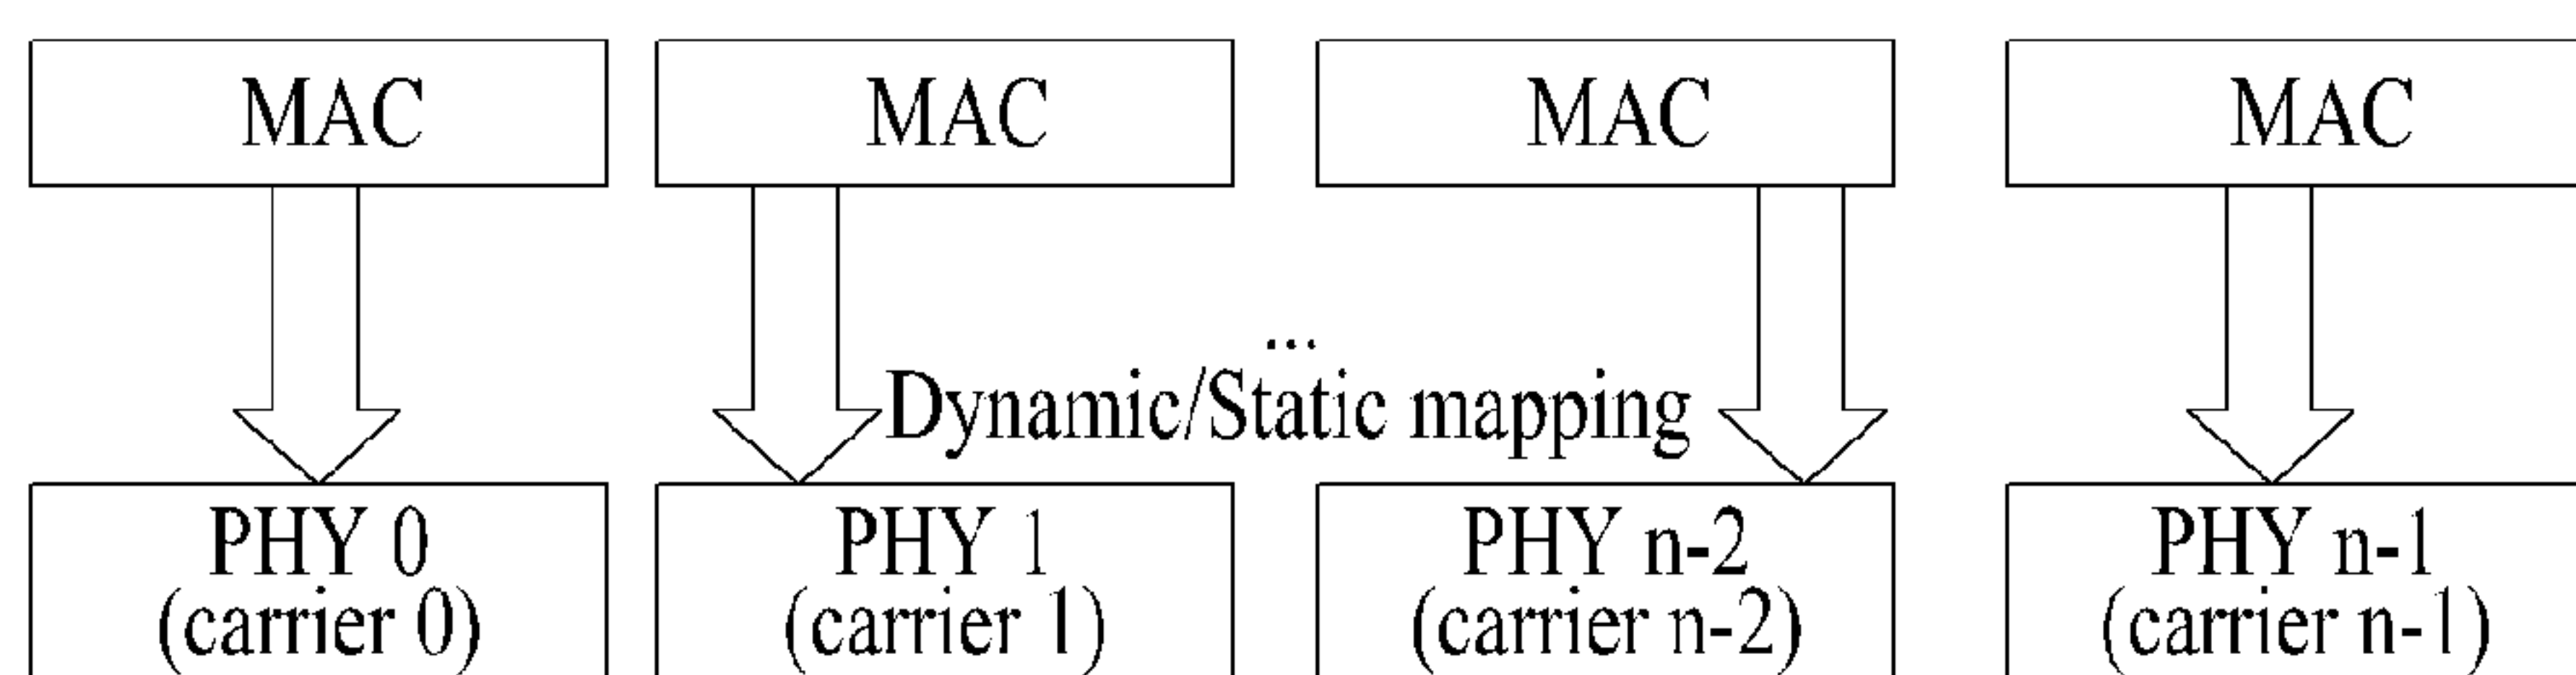 MAC MAC MAC MAC
...
Dynamic/Static mapping
PHY 0 PHY 1 PHY n-2 PHY n-1
(carrier 0) (carrier 1) (carrier n-2) (carrier n-1)